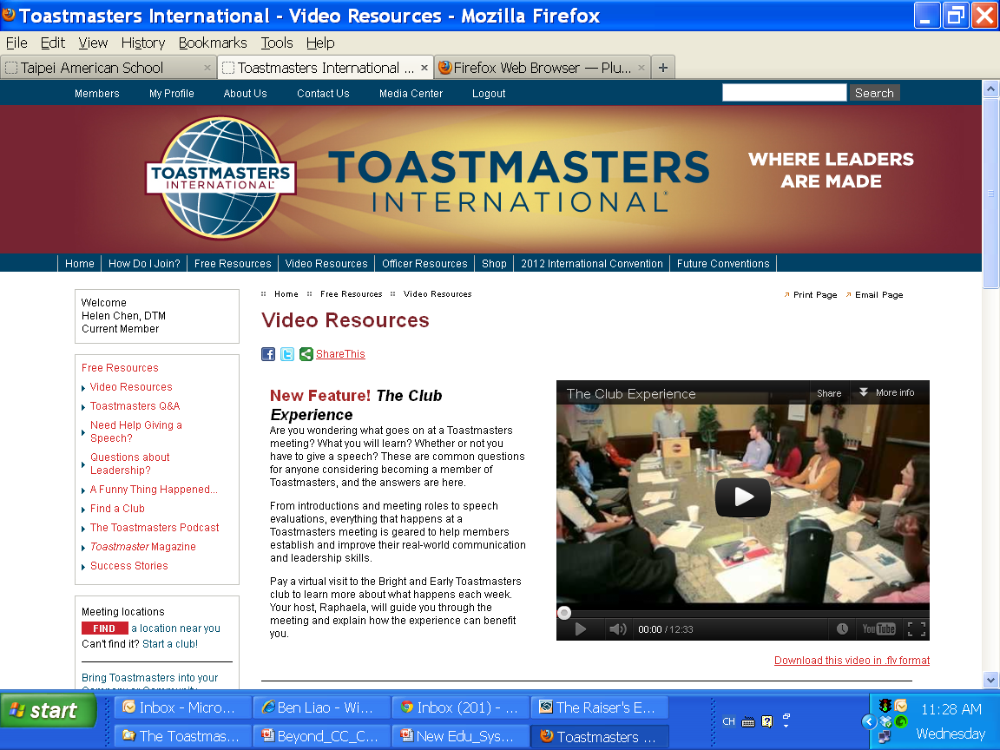 Toastmasters International - Video Resources - Mozilla Firefox
File Edit View History Bookmarks Tools Help
Taipei American School × Toastmasters International ... × Firefox Web Browser — Plu... × +
Members My Profile About Us Contact Us Media Center Logout Search
TOASTMASTERS
INTERNATIONAL
TOASTMASTERS
INTERNATIONAL
WHERE LEADERS
ARE MADE
Home How Do I Join? Free Resources Video Resources Officer Resources Shop 2012 International Convention Future Conventions
Welcome
Helen Chen, DTM
Current Member
Free Resources
Video Resources
Toastmasters Q&A
Need Help Giving a
Speech?
Questions about
Leadership?
A Funny Thing Happened...
Find a Club
The Toastmasters Podcast
Toastmaster Magazine
Success Stories
Meeting locations
FIND a location near you
Can't find it? Start a club!
Bring Toastmasters into your
Company or Community
Home Free Resources Video Resources
Print Page Email Page
Video Resources
ShareThis
New Feature! The Club
Experience
Are you wondering what goes on at a Toastmasters
meeting? What you will learn? Whether or not you
have to give a speech? These are common questions
for anyone considering becoming a member of
Toastmasters, and the answers are here.
From introductions and meeting roles to speech
evaluations, everything that happens at a
Toastmasters meeting is geared to help members
establish and improve their real-world communication
and leadership skills.
Pay a virtual visit to the Bright and Early Toastmasters
club to learn more about what happens each week.
Your host, Raphaela, will guide you through the
meeting and explain how the experience can benefit
you.
The Club Experience Share More info
00:00 / 12:33 YouTube
Download this video in .flv format
start
Inbox - Micro... Ben Liao - Wi... Inbox (201) - ... The Raiser's E...
The Toastmas... Beyond_CC_C... New Edu_Sys... Toastmasters ...
CH
11:28 AM
Wednesday